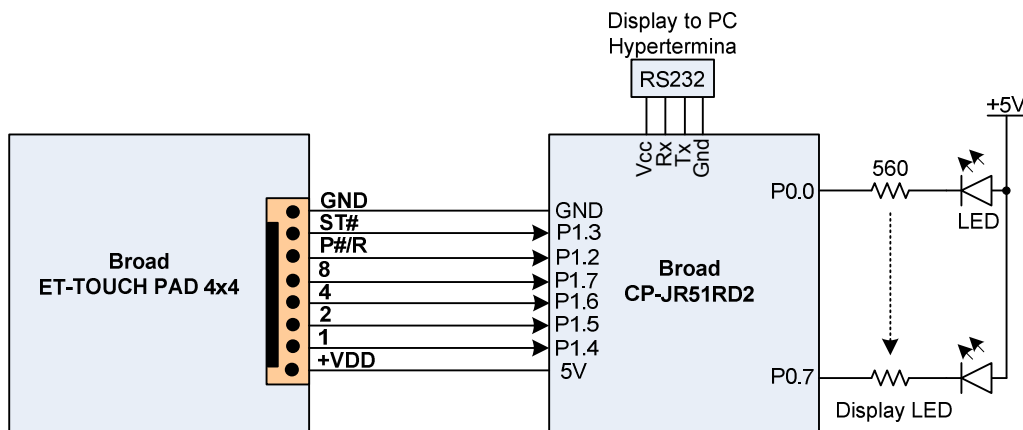 Display to PC
Hypertermina
RS232
Vcc
Rx
Tx
Gnd
+5V
560
P0.0
LED
GND
ST#
P#/R
8
4
2
1
+VDD
GND
P1.3
P1.2
P1.7
P1.6
P1.5
P1.4
5V
Broad
ET-TOUCH PAD 4x4
Broad
CP-JR51RD2
P0.7
Display LED